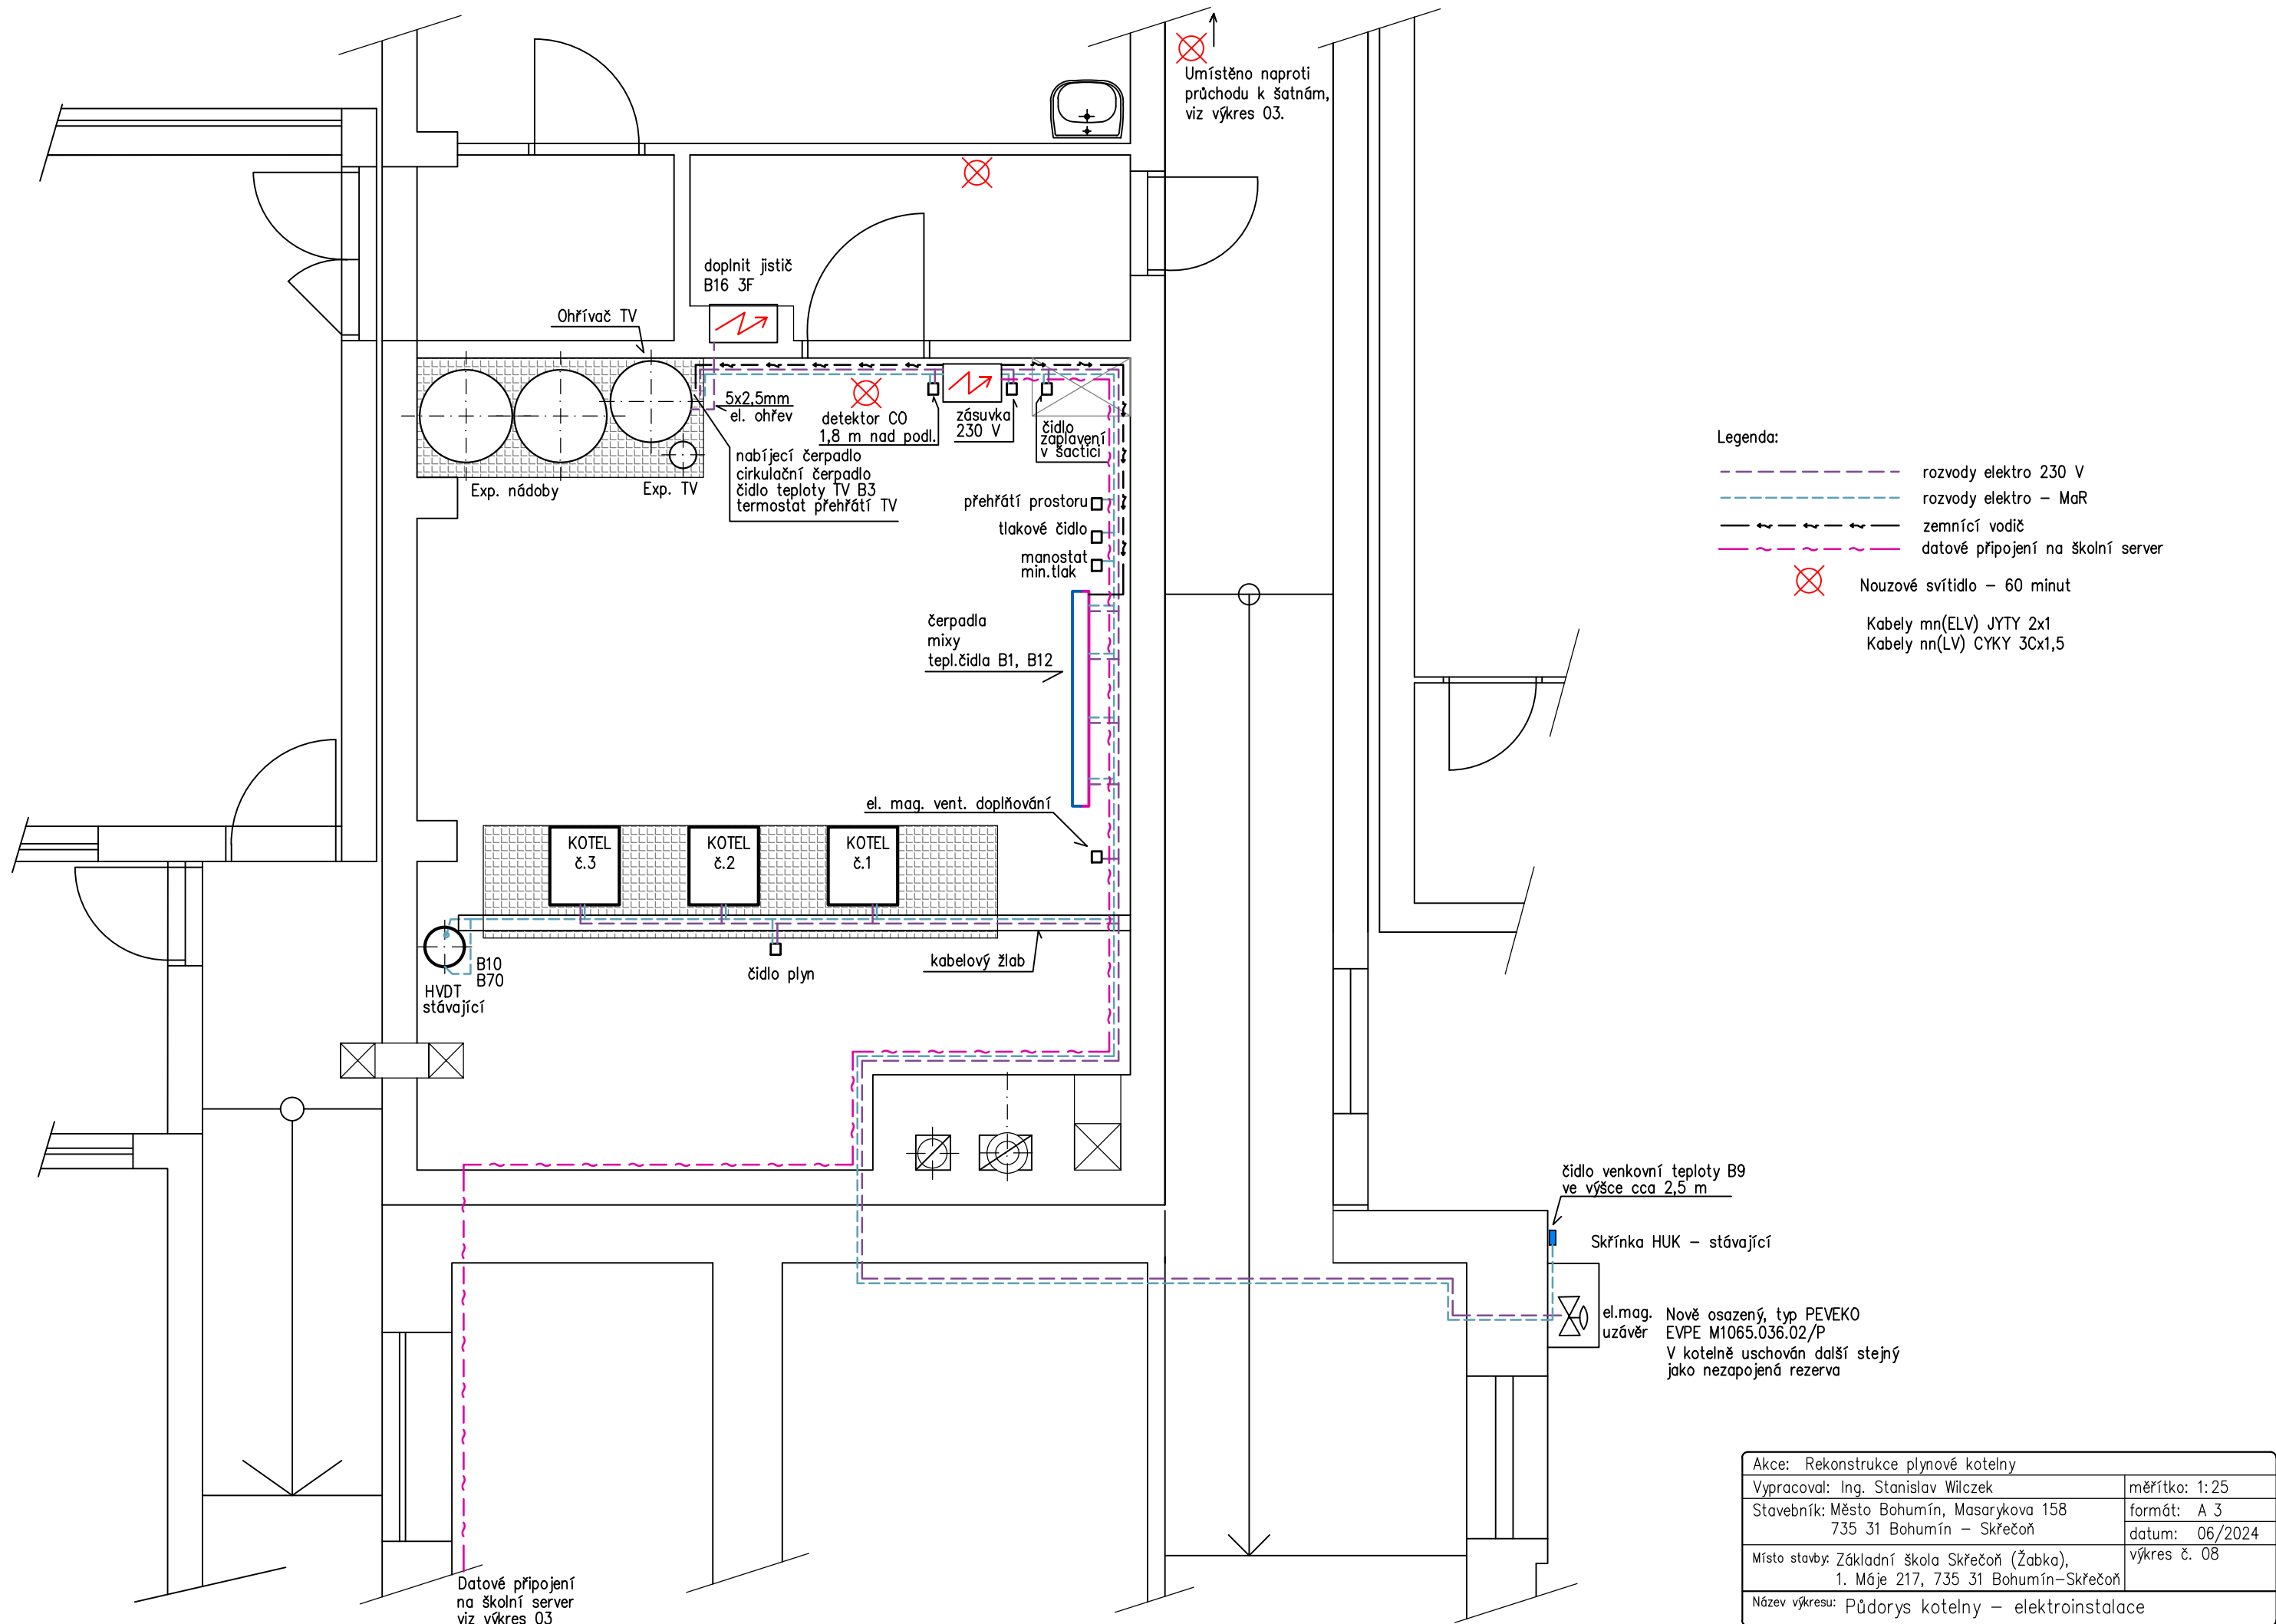 Umístěno naproti
průchodu k šatnám,
viz výkres 03.
doplnit jistič
B16 3F
Ohřívač TV
5x2,5mm
el. ohřev
detektor CO
1,8 m nad podl.
zásuvka
230 V
čidlo
zaplavení
v šactici
nabíjecí čerpadlo
cirkulační čerpadlo
čidlo teploty TV B3
termostat přehřátí TV
Exp. nádoby
Exp. TV
přehřátí prostoru
tlakové čidlo
manostat
min.tlak
čerpadla
mixy
tepl.čidla B1, B12
el. mag. vent. doplňování
KOTEL
č.3
KOTEL
č.2
KOTEL
č.1
B10
B70
HVDT
stávající
čidlo plyn
kabelový žlab
Legenda:
rozvody elektro 230 V
rozvody elektro – MaR
zemnící vodič
datové připojení na školní server
Nouzové svítidlo – 60 minut
Kabely mn(ELV) JYTY 2x1
Kabely nn(LV) CYKY 3Cx1,5
čidlo venkovní teploty B9
ve výšce cca 2,5 m
Skřínka HUK – stávající
el.mag.
uzávěr
Nově osazený, typ PEVEKO
EVPE M1065.036.02/P
V kotelně uschován další stejný
jako nezapojená rezerva
Datové připojení
na školní server
viz výkres 03
Akce: Rekonstrukce plynové kotelny
Vypracoval: Ing. Stanislav Wilczek
měřítko: 1:25
Stavebník: Město Bohumín, Masarykova 158
735 31 Bohumín – Skřečoň
formát: A 3
datum: 06/2024
Místo stavby: Základní škola Skřečoň (Žabka),
1. Máje 217, 735 31 Bohumín–Skřečoň
výkres č. 08
Název výkresu: Půdorys kotelny – elektroinstalace